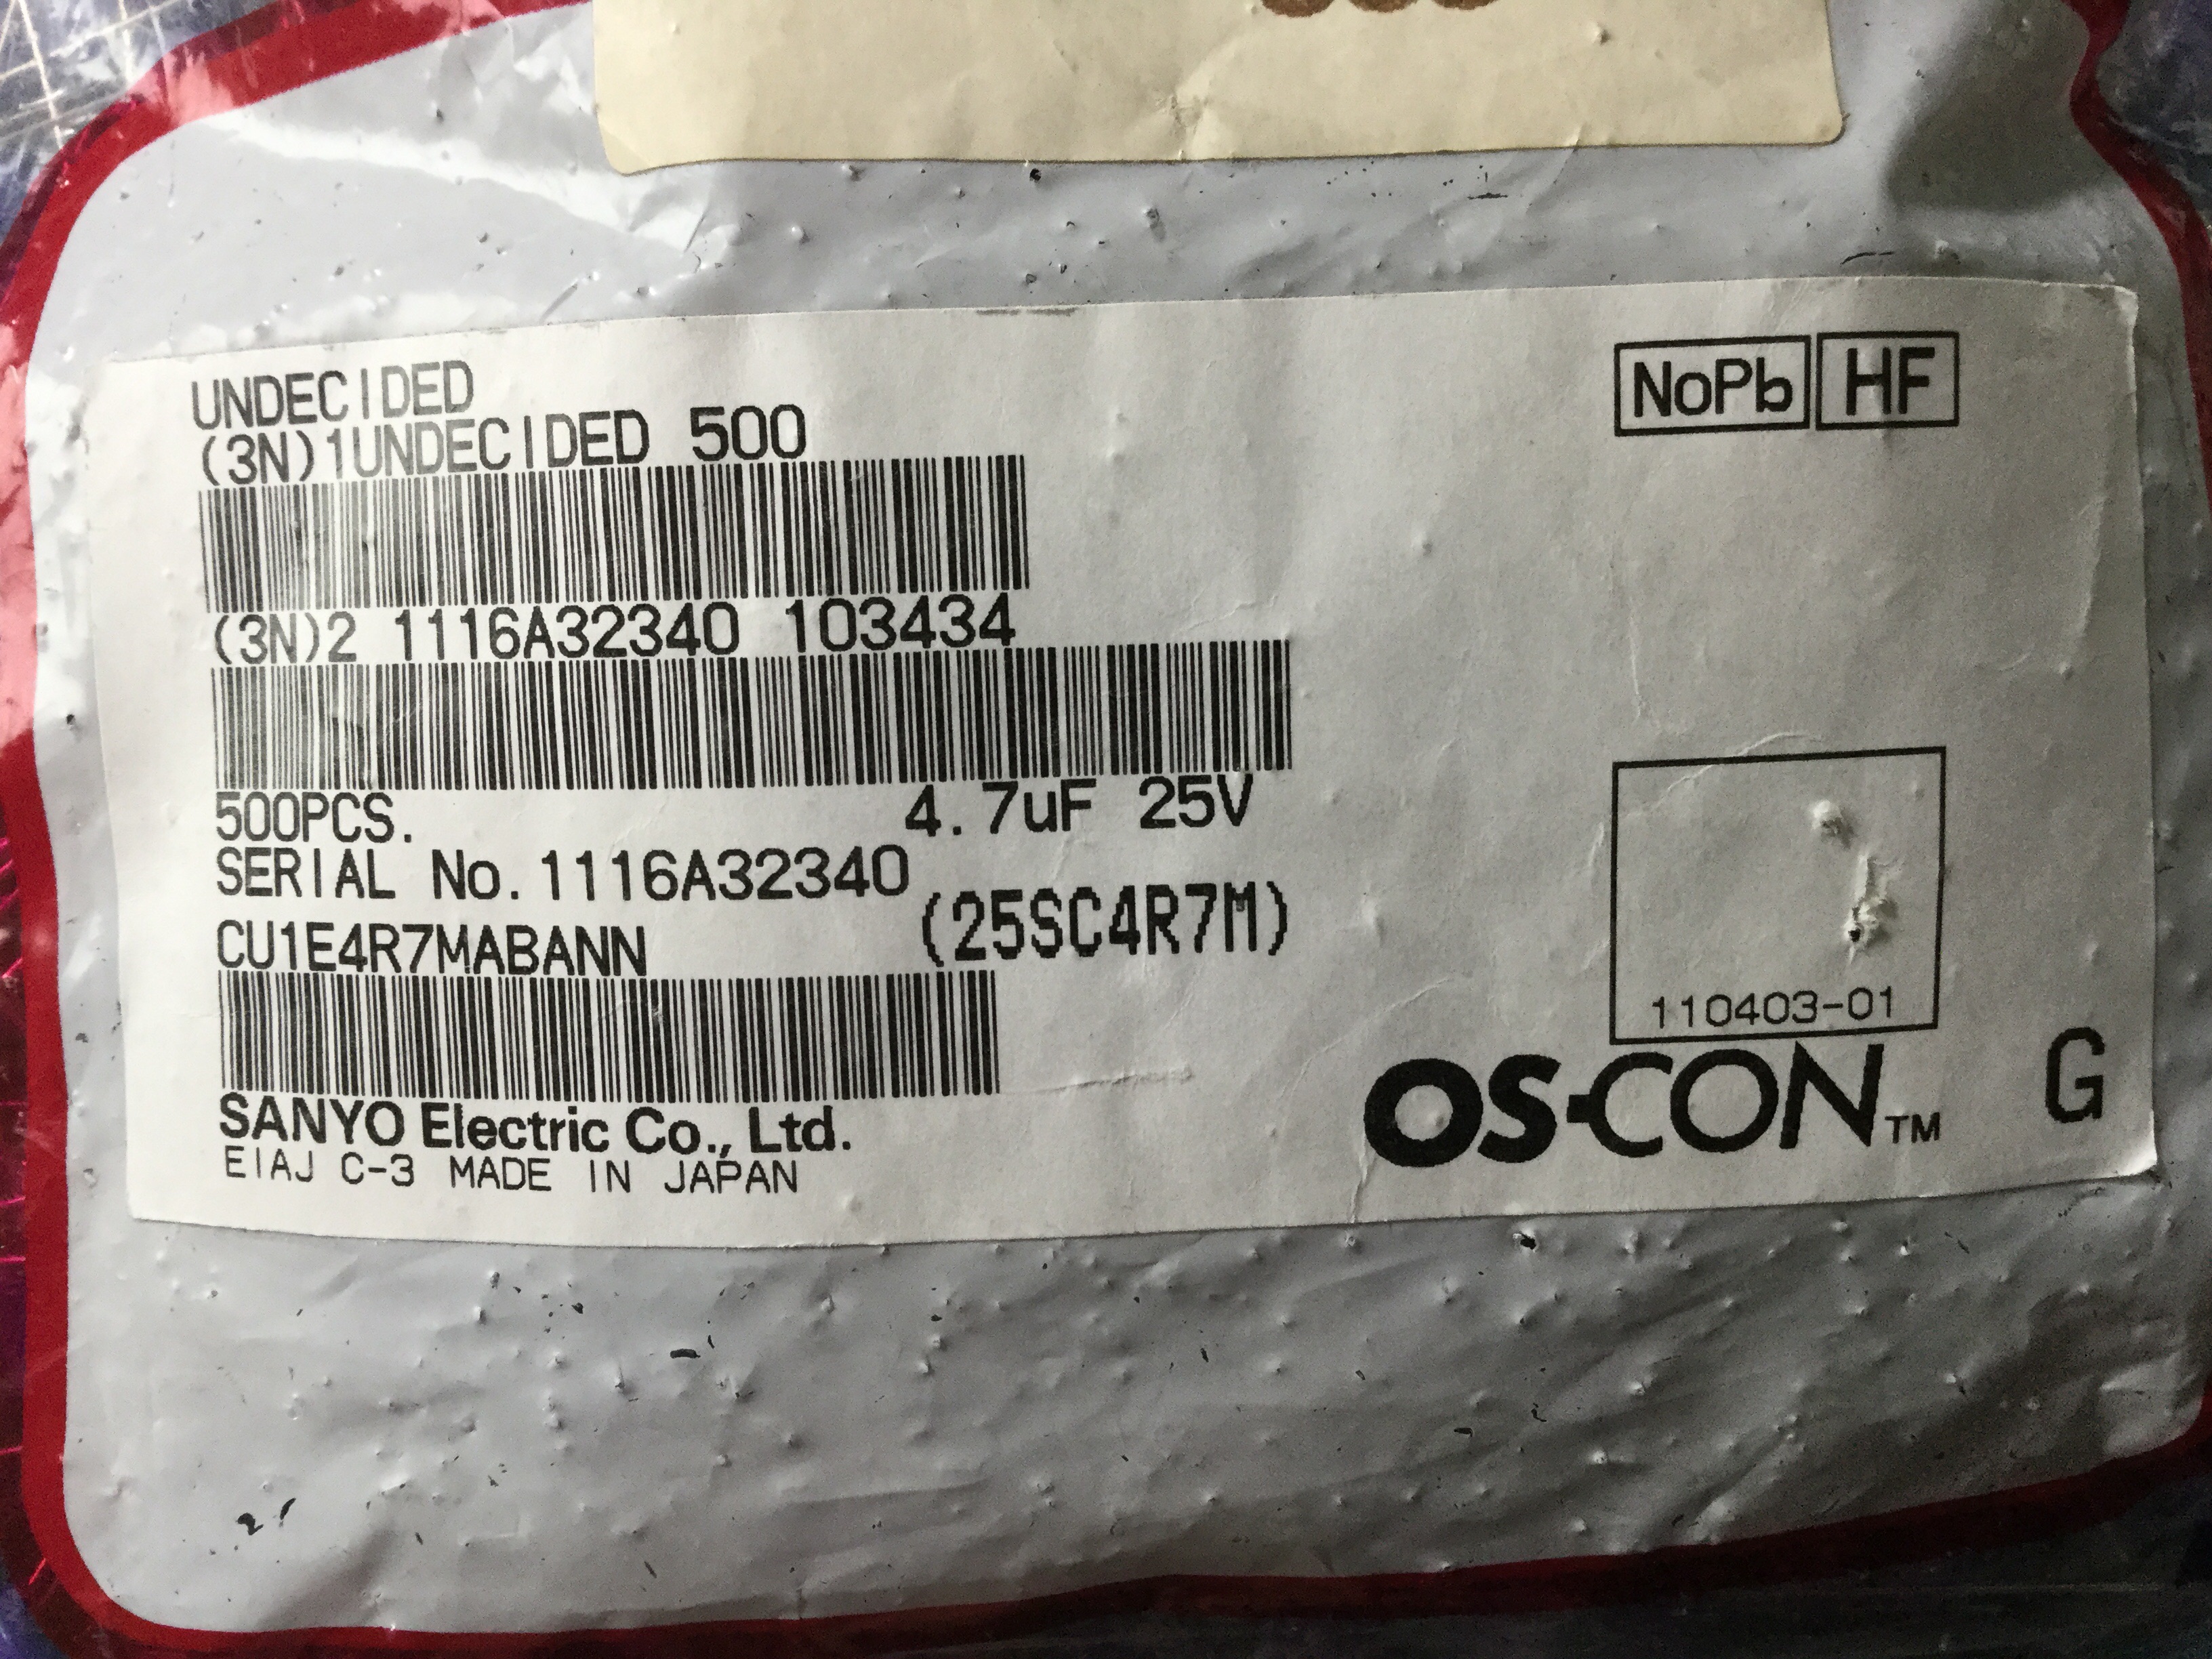 UNDECIDED
(3N)1UNDECIDED 500
NoPb HF
(3N)2 1116A32340 103434
500PCS. 4.7uF 25V
SERIAL No.1116A32340
(25SC4R7M)
CU1E4R7MABANN
110403-01
SANYO Electric Co., Ltd.
EIAJ C-3 MADE IN JAPAN
OS-CON™
G